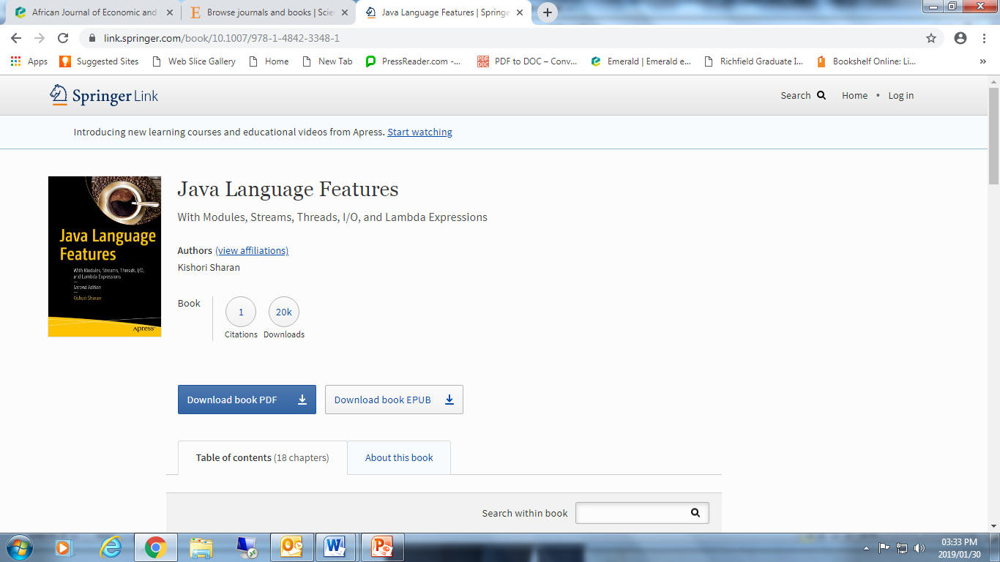 African Journal of Economic and
Browse journals and books | Scie
Java Language Features | Springe
link.springer.com/book/10.1007/978-1-4842-3348-1
Apps
Suggested Sites
Web Slice Gallery
Home
New Tab
PressReader.com -...
PDF to DOC – Conv...
Emerald | Emerald e...
Richfield Graduate I...
Bookshelf Online: Li...
»
Springer Link
Search
Home • Log in
Introducing new learning courses and educational videos from Apress. Start watching
Java Language
Features
With Modules, Streams, Threads, I/O,
and Lambda Expressions
Second Edition
Kishori Sharan
Apress®
Java Language Features
With Modules, Streams, Threads, I/O, and Lambda Expressions
Authors (view affiliations)
Kishori Sharan
Book
1
Citations
20k
Downloads
Download book PDF
Download book EPUB
Table of contents (18 chapters)
About this book
Search within book
03:33 PM
2019/01/30